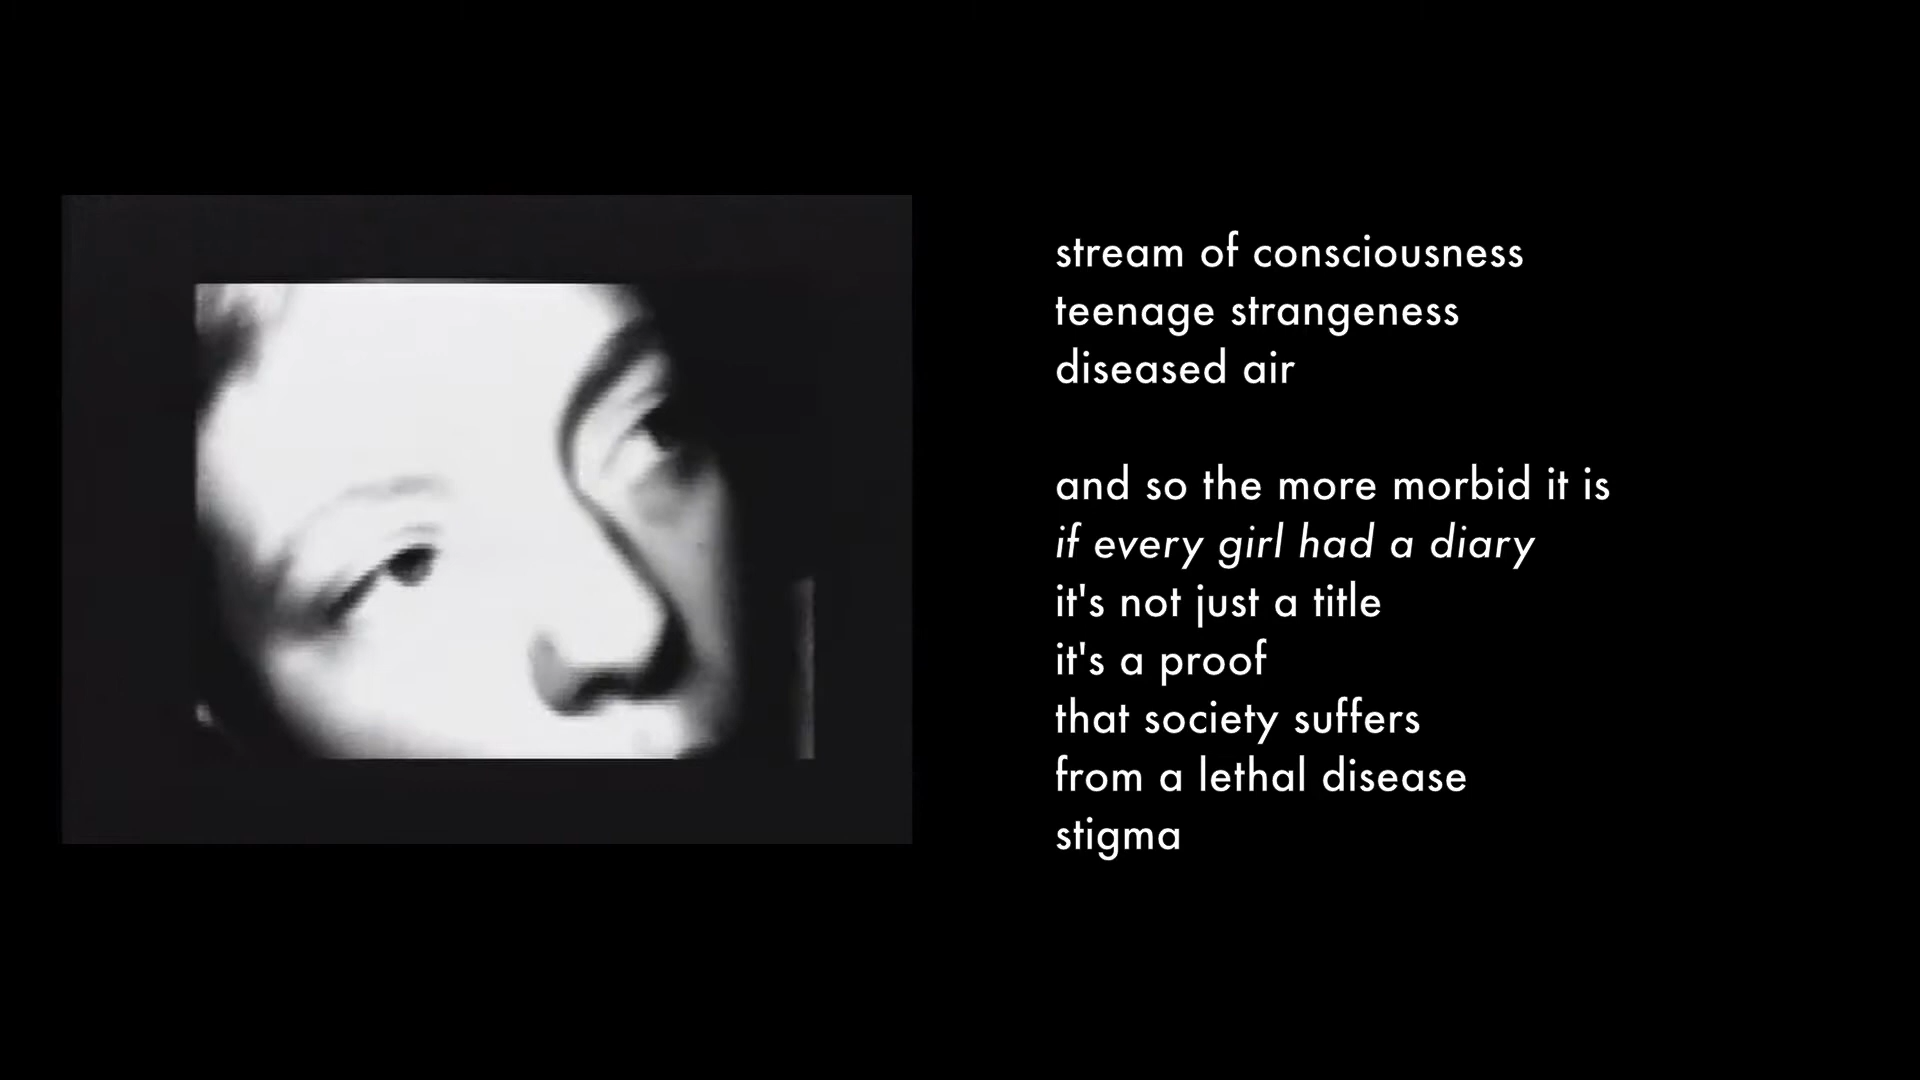 stream of consciousness
teenage strangeness
diseased air
and so the more morbid it is
if every girl had a diary
it's not just a title
it's a proof
that society suffers
from a lethal disease
stigma